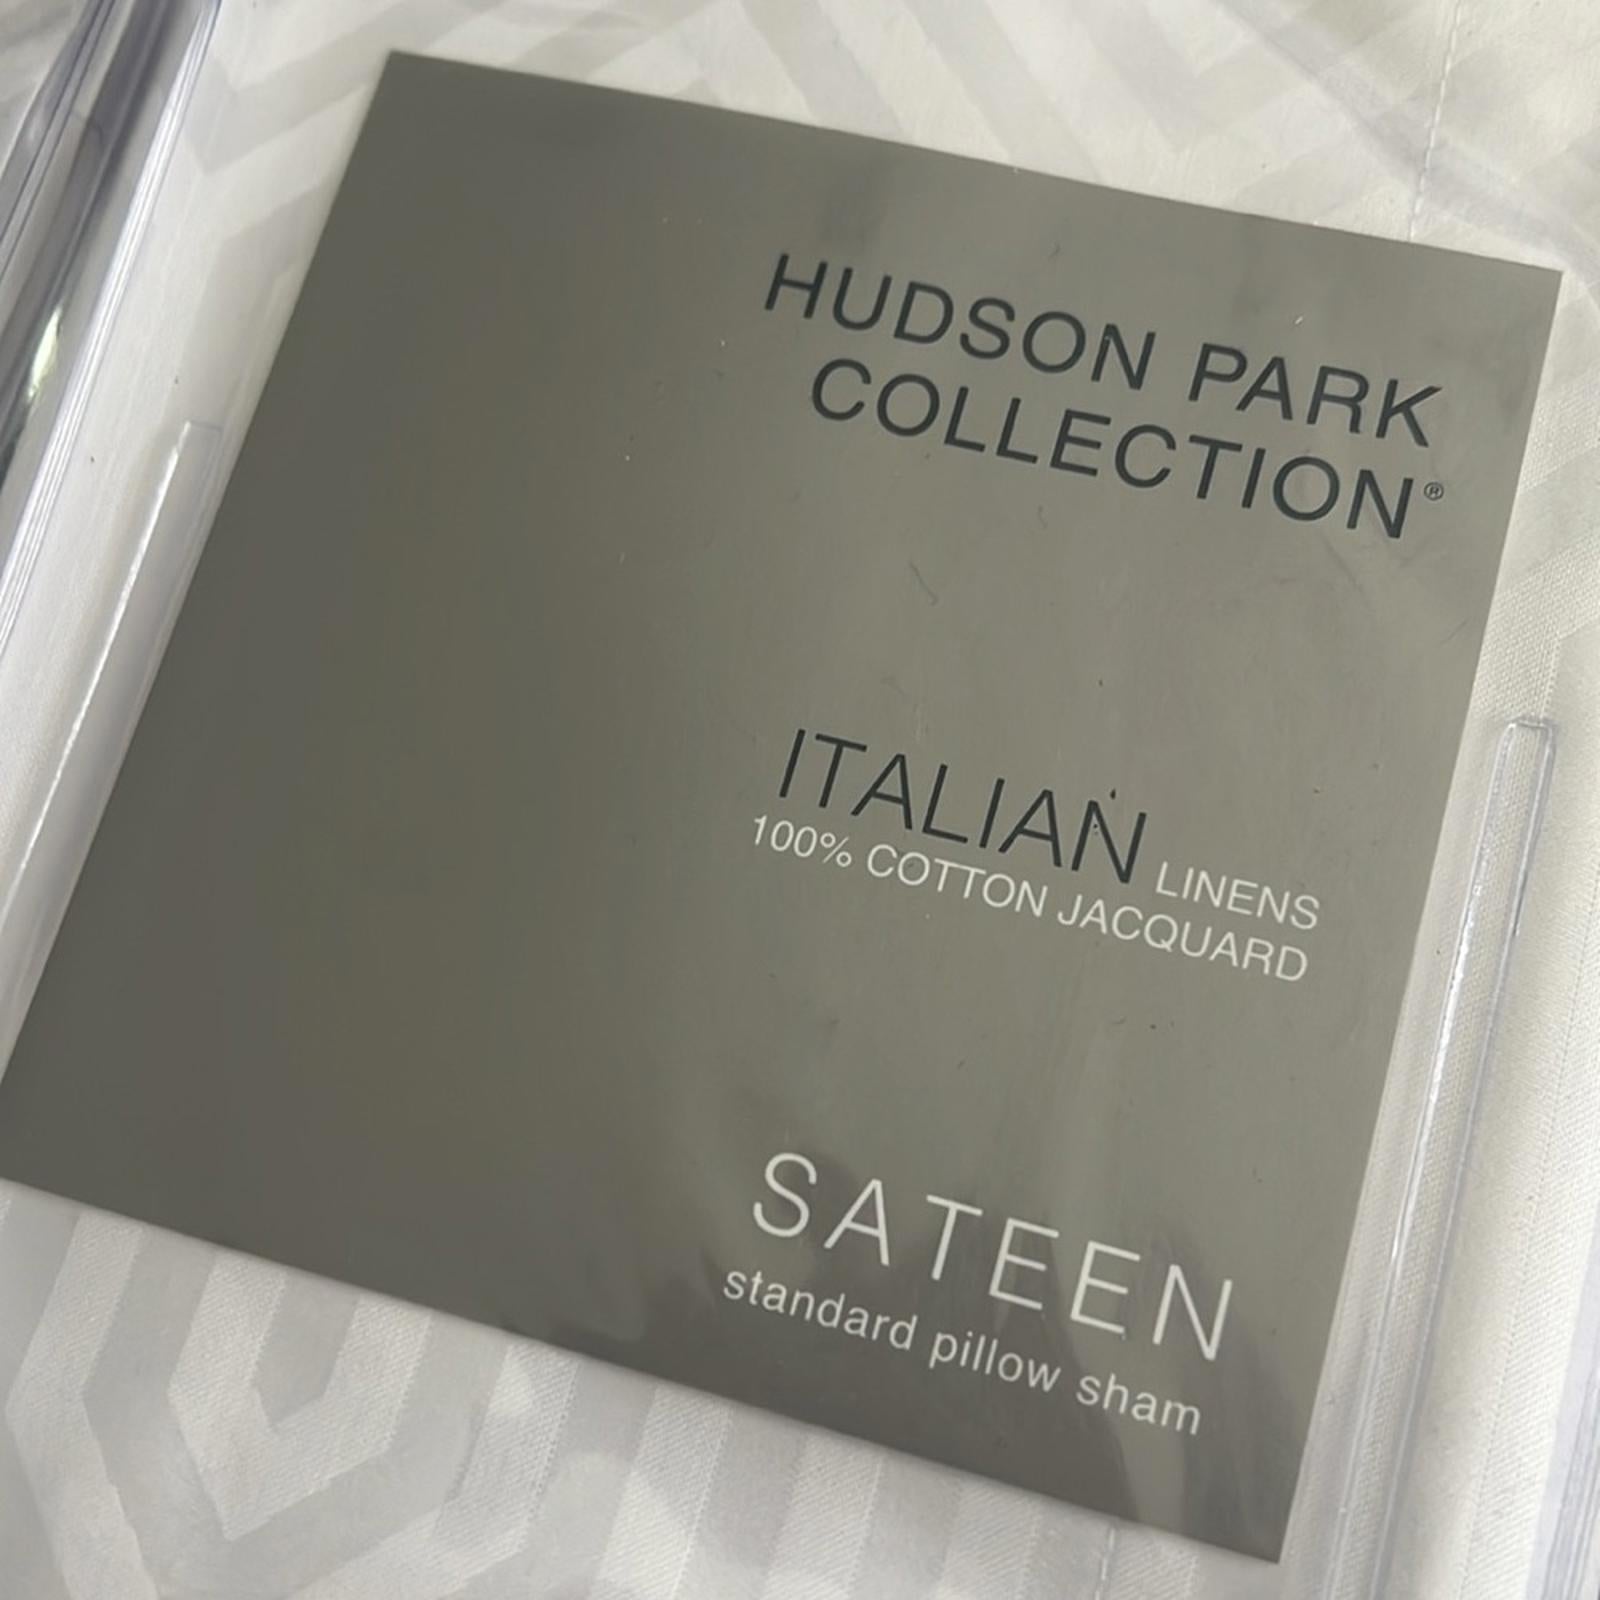 HUDSON PARK
COLLECTION®
ITALIAN LINENS
100% COTTON JACQUARD
SATEEN
standard pillow sham